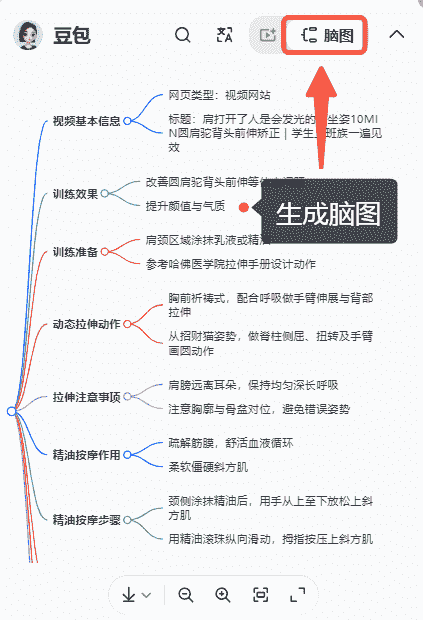 豆包
脑图
网页类型：视频网站
视频基本信息
标题：肩打开了人是会发光的
坐姿10MI
N圆肩驼背头前伸矫正｜学生
班族一遍见
效
改善圆肩驼背头前伸等
训练效果
提升颜值与气质
生成脑图
肩颈区域涂抹乳液或精油
训练准备
参考哈佛医学院拉伸手册设计动作
胸前祈祷式，配合呼吸做手臂伸展与背部
拉伸
动态拉伸动作
从招财猫姿势，做脊柱侧屈、扭转及手臂
画圆动作
肩膀远离耳朵，保持均匀深长呼吸
拉伸注意事项
注意胸廓与骨盆对位，避免错误姿势
疏解筋膜，舒活血液循环
精油按摩作用
柔软僵硬斜方肌
颈侧涂抹精油后，用手从上至下放松上斜
方肌
精油按摩步骤
用精油滚珠纵向滑动，拇指按压上斜方肌